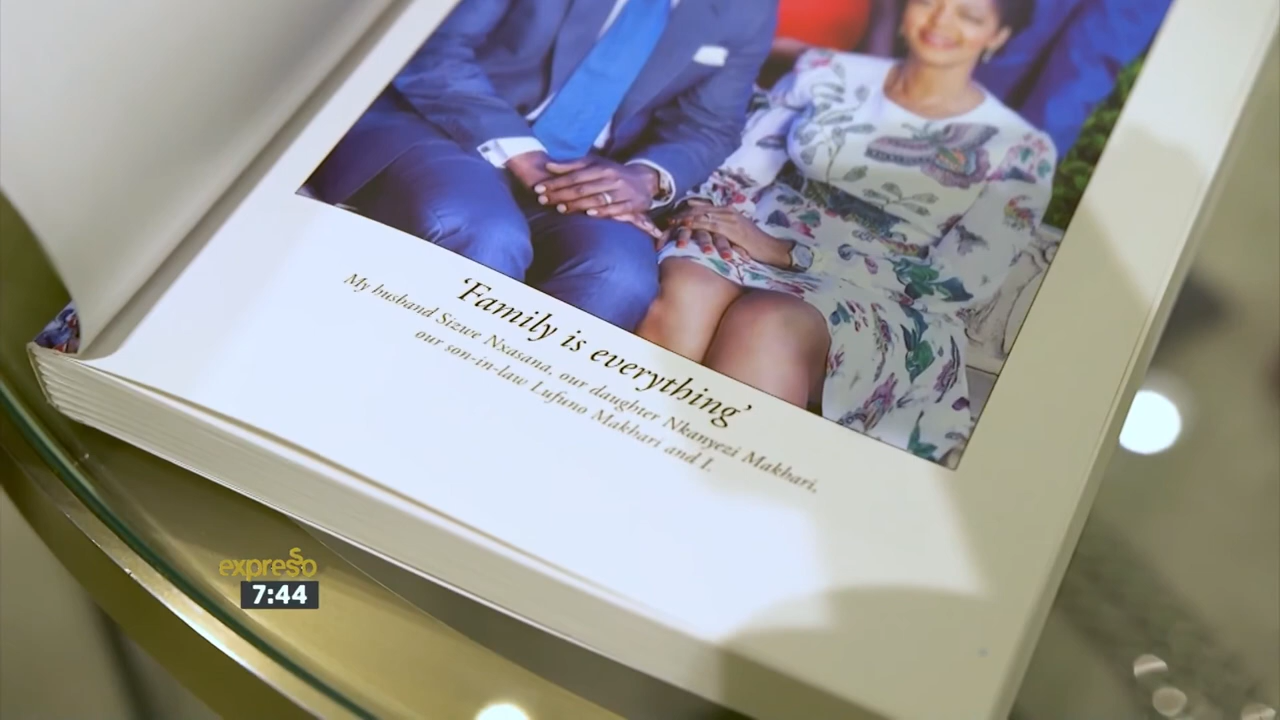 ‘Family is everything’
My husband Sizwe Nxasana, our daughter Nkanyezi Makhari,
our son-in-law Lufuno Makhari and I.
expresso
7:44